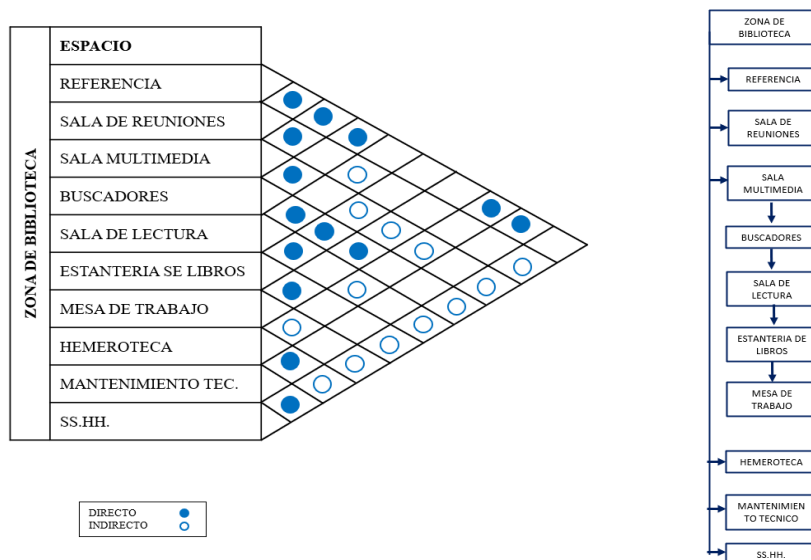 ZONA DE BIBLIOTECA
ESPACIO
REFERENCIA
SALA DE REUNIONES
SALA MULTIMEDIA
BUSCADORES
SALA DE LECTURA
ESTANTERIA SE LIBROS
MESA DE TRABAJO
HEMEROTECA
MANTENIMIENTO TEC.
SS.HH.
DIRECTO
INDIRECTO
ZONA DE
BIBLIOTECA
REFERENCIA
SALA DE
REUNIONES
SALA
MULTIMEDIA
BUSCADORES
SALA DE
LECTURA
ESTANTERIA DE
LIBROS
MESA DE
TRABAJO
HEMEROTECA
MANTENIMIEN
TO TECNICO
SS.HH.